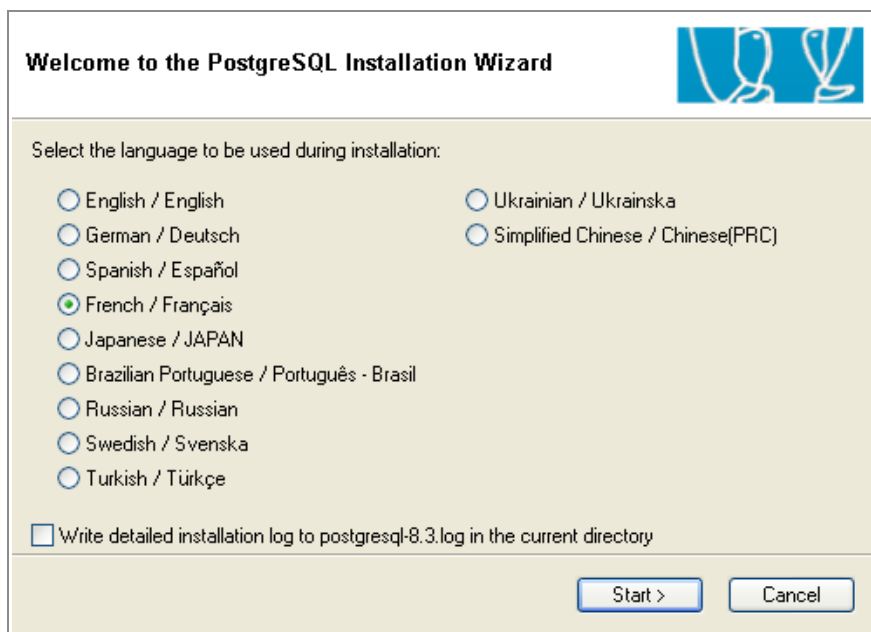 Welcome to the PostgreSQL Installation Wizard
Select the language to be used during installation:
English / English
German / Deutsch
Spanish / Español
French / Français
Japanese / JAPAN
Brazilian Portuguese / Português - Brasil
Russian / Russian
Swedish / Svenska
Turkish / Türkçe
Ukrainian / Ukrainska
Simplified Chinese / Chinese(PRC)
Write detailed installation log to postgresql-8.3.log in the current directory
Start >
Cancel